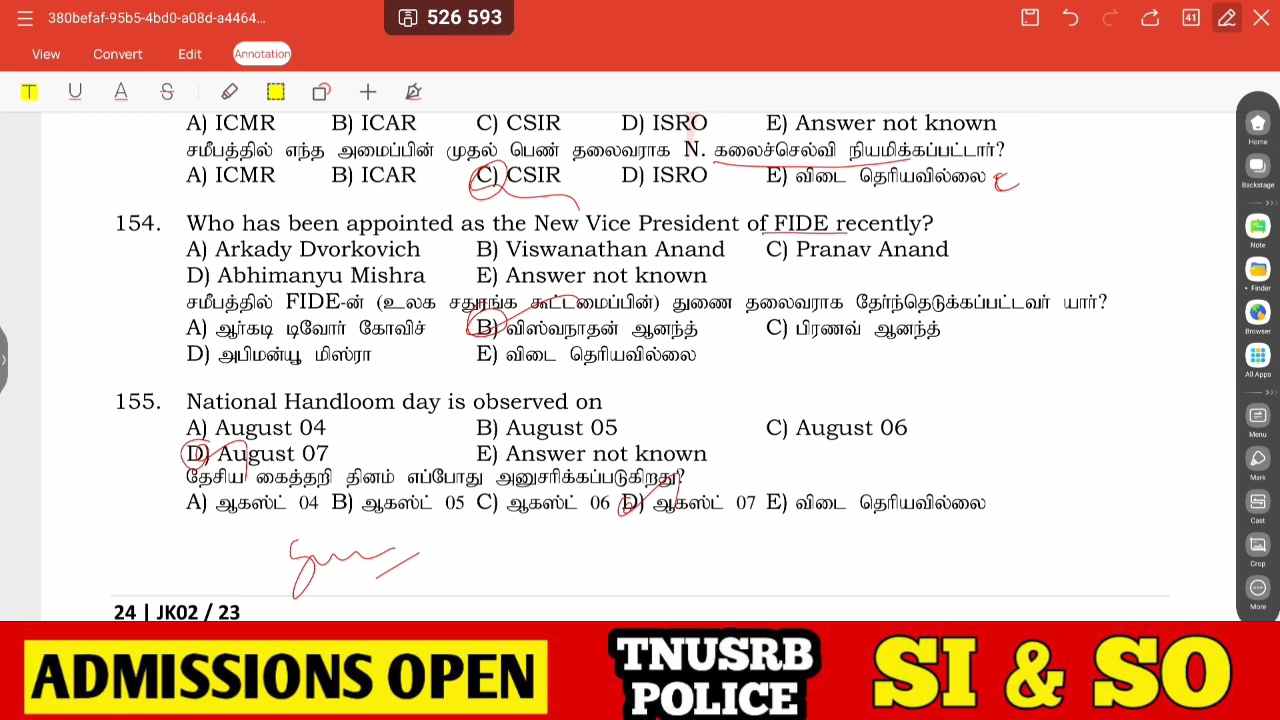 380befaf-95b5-4bd0-a08d-a4464...
526 593
41
View Convert Edit Annotation
A) ICMR B) ICAR C) CSIR D) ISRO E) Answer not known
சமீபத்தில் எந்த அமைப்பின் முதல் பெண் தலைவராக N. கலைச்செல்வி நியமிக்கப்பட்டார்?
A) ICMR B) ICAR C) CSIR D) ISRO E) விடை தெரியவில்லை
154. Who has been appointed as the New Vice President of FIDE recently?
A) Arkady Dvorkovich B) Viswanathan Anand C) Pranav Anand
D) Abhimanyu Mishra E) Answer not known
சமீபத்தில் FIDE-ன் (உலக சதுரங்க கூட்டமைப்பின்) துணை தலைவராக தேர்ந்தெடுக்கப்பட்டவர் யார்?
A) ஆர்கடி டிவோர் கோவிச் B) விஸ்வநாதன் ஆனந்த் C) பிரணவ் ஆனந்த்
D) அபிமன்யூ மிஸ்ரா E) விடை தெரியவில்லை
155. National Handloom day is observed on
A) August 04 B) August 05 C) August 06
D) August 07 E) Answer not known
தேசிய கைத்தறி தினம் எப்போது அனுசரிக்கப்படுகிறது?
A) ஆகஸ்ட் 04 B) ஆகஸ்ட் 05 C) ஆகஸ்ட் 06 D) ஆகஸ்ட் 07 E) விடை தெரியவில்லை
24 | JK02 / 23
Home
Backstage
Note
Finder
Browser
All Apps
Menu
Mark
Cast
Crop
More
ADMISSIONS OPEN TNUSRB POLICE SI & SO